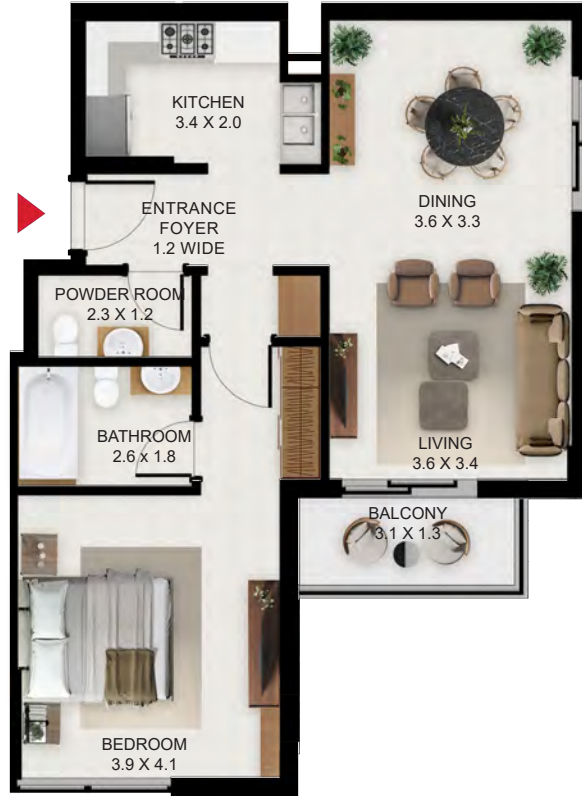 KITCHEN
3.4 X 2.0
ENTRANCE
FOYER
1.2 WIDE
DINING
3.6 X 3.3
POWDER ROOM
2.3 X 1.2
BATHROOM
2.6 x 1.8
LIVING
3.6 X 3.4
BALCONY
3.1 X 1.3
BEDROOM
3.9 X 4.1